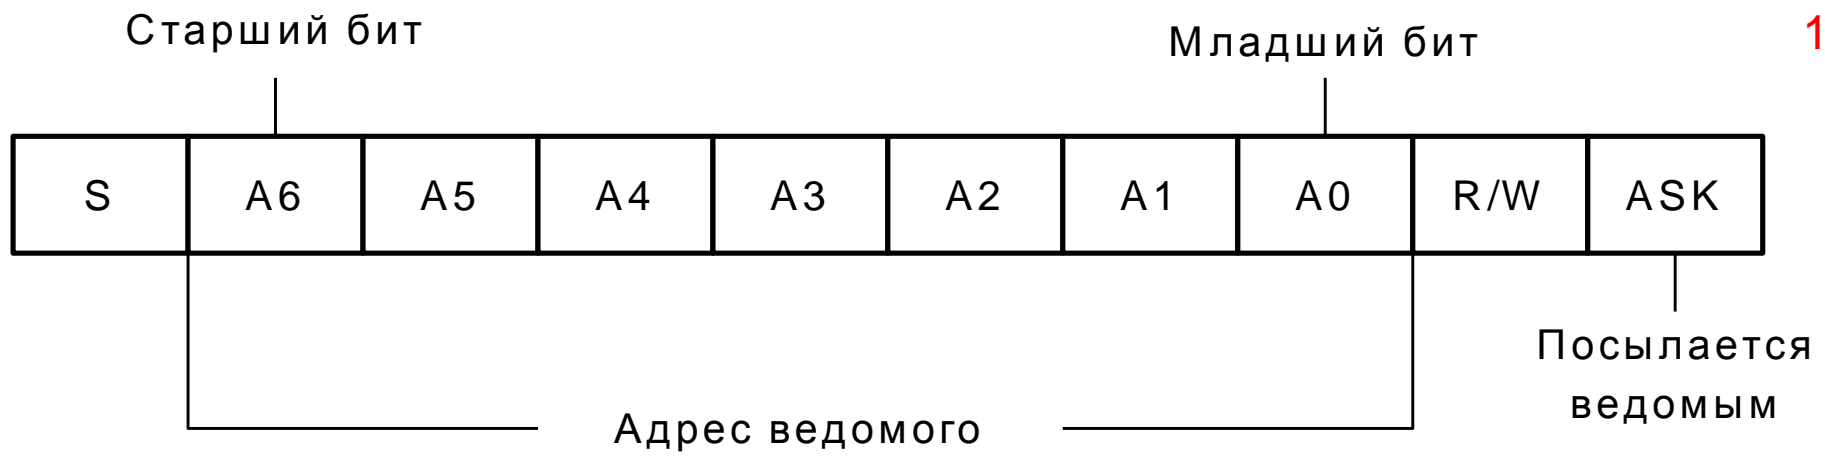 Старший бит
Младший бит
1
S A6 A5 A4 A3 A2 A1 A0 R/W ASK
Посылается
ведомым
Адрес ведомого